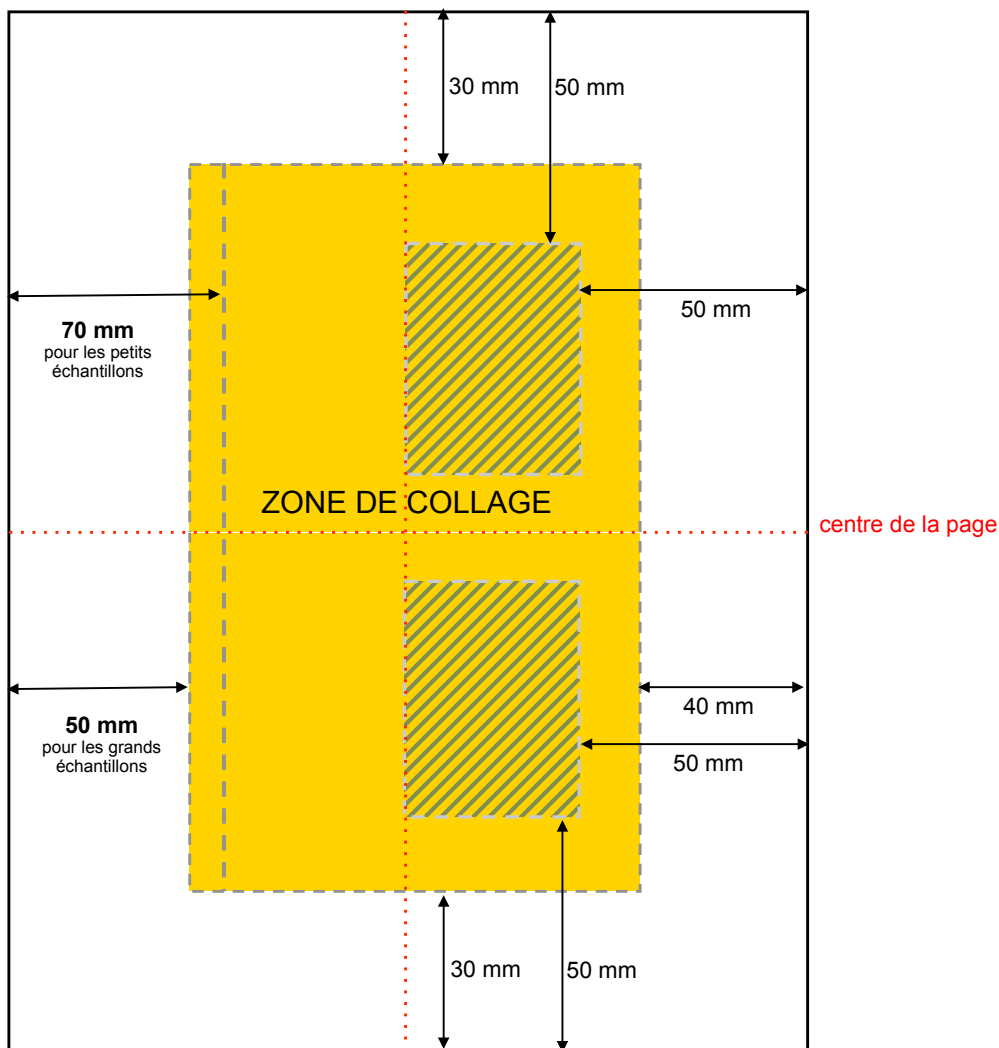 30 mm
50 mm
50 mm
70 mm
pour les petits
échantillons
ZONE DE COLLAGE
centre de la page
50 mm
pour les grands
échantillons
40 mm
50 mm
30 mm
50 mm